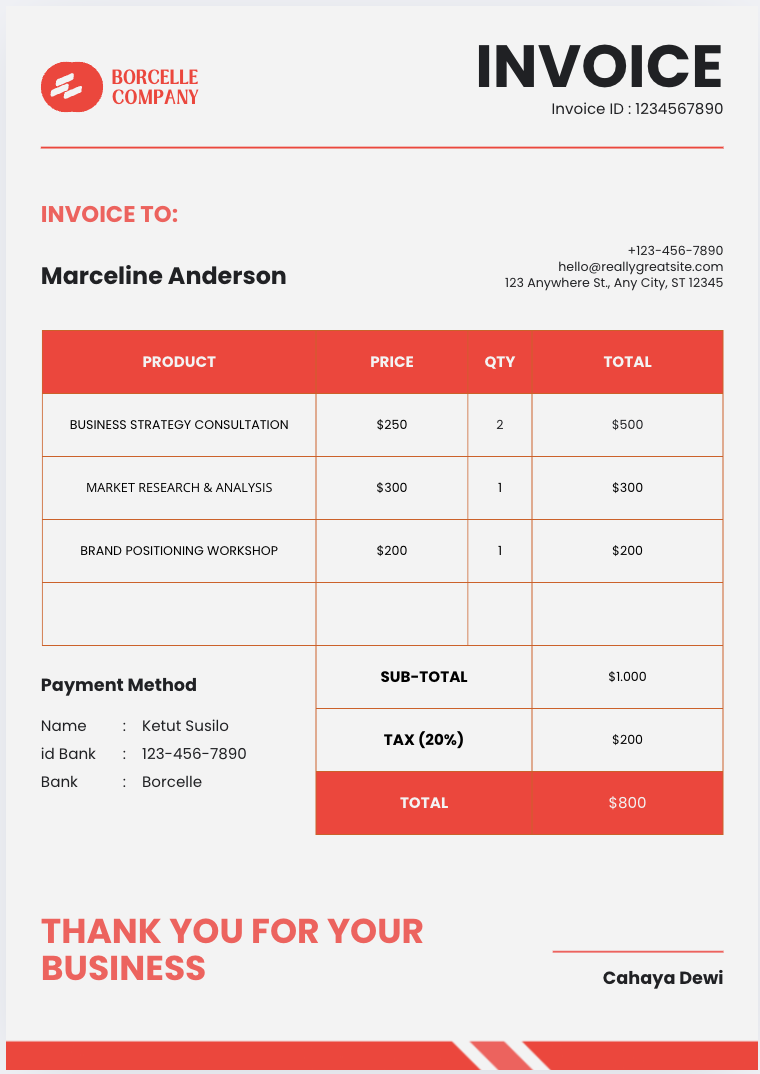 BORCELLE
COMPANY
INVOICE
Invoice ID : 1234567890
INVOICE TO:
Marceline Anderson
+123-456-7890
hello@reallygreatsite.com
123 Anywhere St., Any City, ST 12345
PRODUCT PRICE QTY TOTAL
BUSINESS STRATEGY CONSULTATION $250 2 $500
MARKET RESEARCH & ANALYSIS $300 1 $300
BRAND POSITIONING WORKSHOP $200 1 $200
SUB-TOTAL $1.000
TAX (20%) $200
TOTAL $800
Payment Method
Name : Ketut Susilo
id Bank : 123-456-7890
Bank : Borcelle
THANK YOU FOR YOUR
BUSINESS
Cahaya Dewi